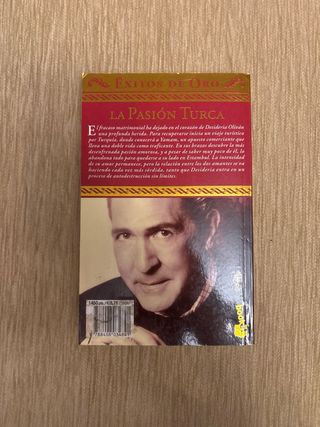 ÉXITOS DE ORO
LA PASIÓN TURCA
El fracaso matrimonial ha dejado en el corazón de Desideria Oliván
una profunda herida. Para recuperarse inicia un viaje turístico
por Turquía, donde conocerá a Yamam, un apuesto comerciante que
lleva una doble vida como traficante. En sus brazos descubre la más
desenfrenada pasión amorosa, y a pesar de saber muy poco de él, lo
abandona todo para quedarse a su lado en Estambul. La intensidad
de su amor permanece, pero la relación entre los dos amantes se va
haciendo cada vez más sórdida, tanto que Desideria entra en un
proceso de autodestrucción sin límites.